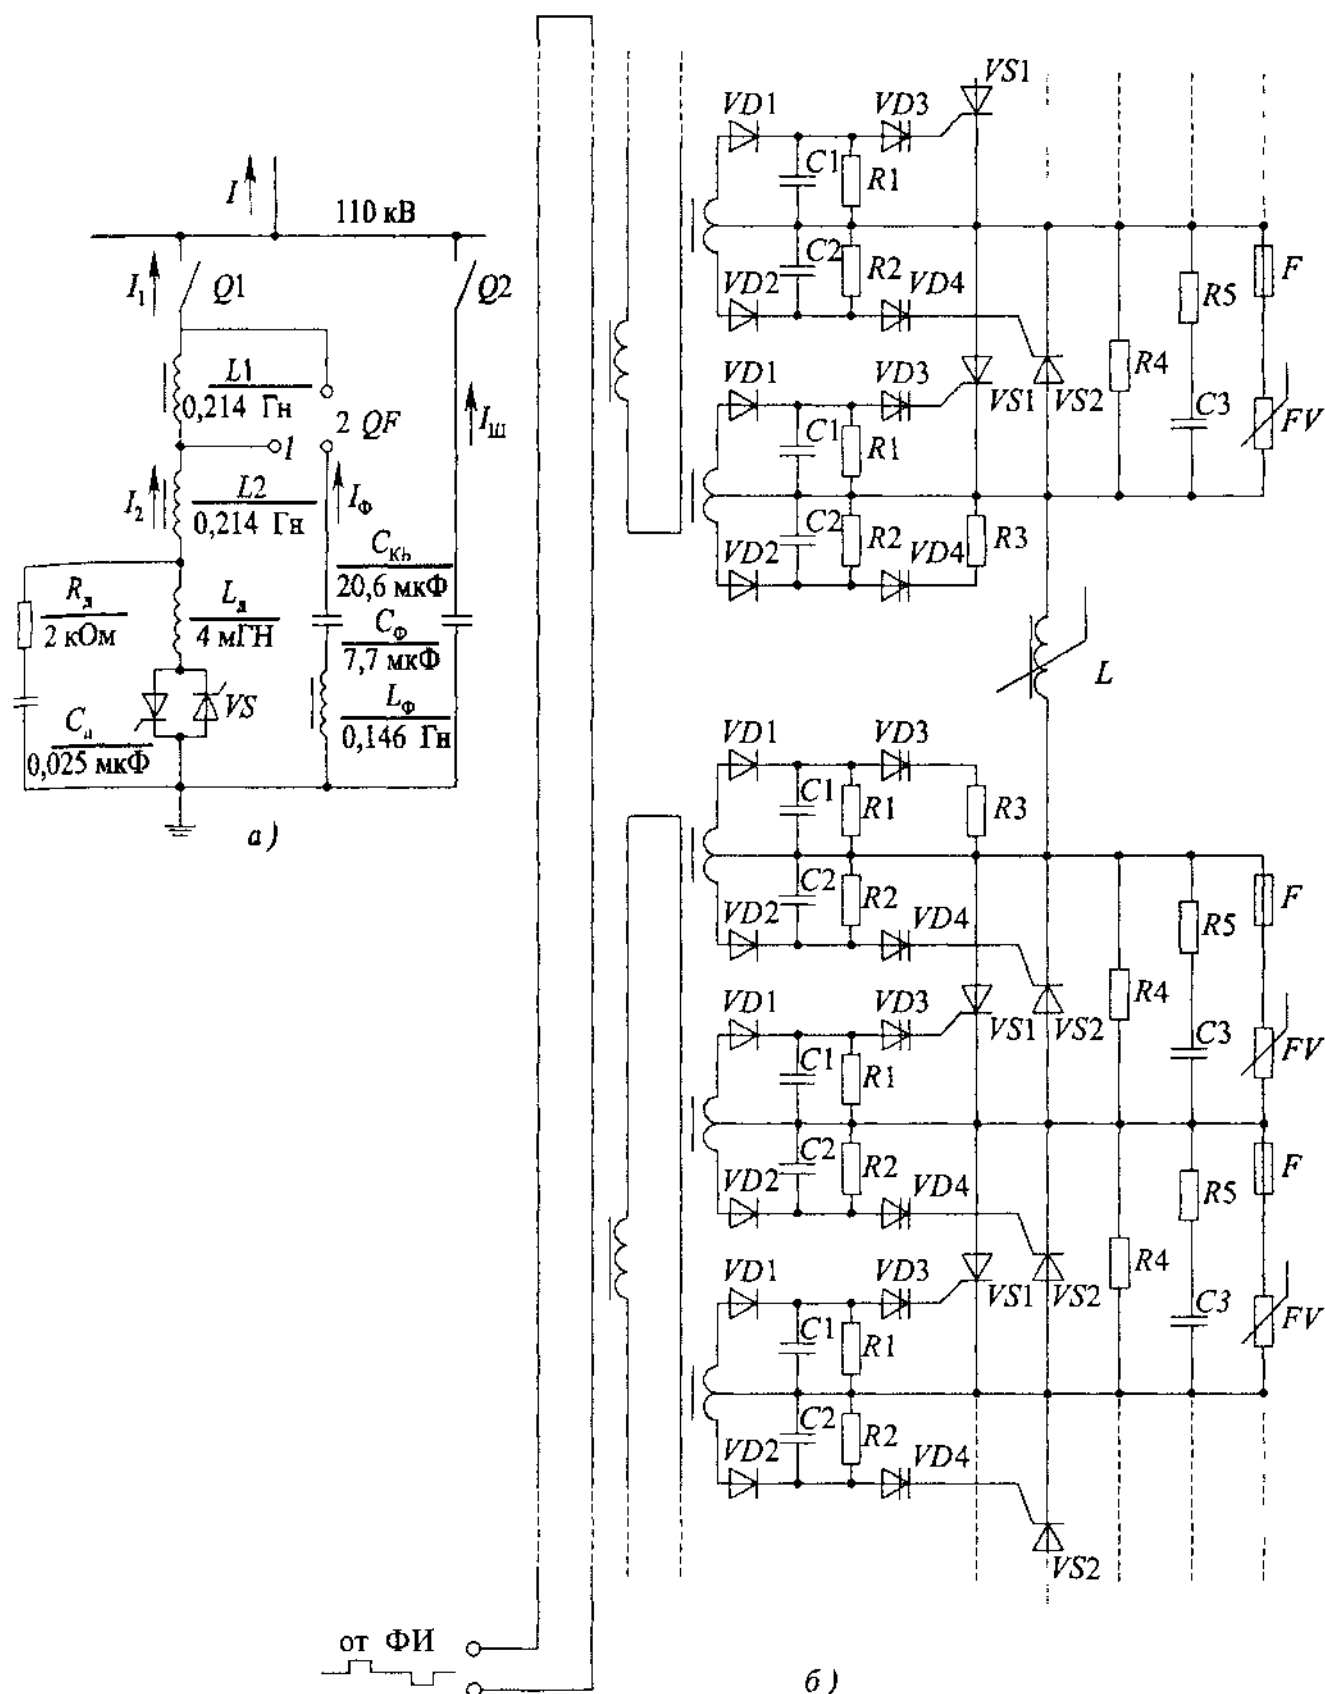 I
110 кВ
I1
Q1
Q2
L1
0,214 Гн
IШ
1
2 QF
I2
L2
0,214 Гн
IФ
Rд
2 кОм
Lд
4 мГН
20,6 мкФ
CФ
7,7 мкФ
LФ
0,146 Гн
VS
0,025 мкФ
а)
VD1
VD3
VS1
C1
R1
C2
R2
VD2
VD4
R5
F
VD1
VD3
VS1
VS2
R4
C3
FV
C1
R1
C2
R2
R3
VD2
VD4
L
VD1
VD3
C1
R1
R3
C2
R2
VD2
VD4
R5
F
VD1
VD3
VS1
VS2
R4
C3
FV
C1
R1
C2
R2
VD2
VD4
R5
F
VD1
VD3
VS1
VS2
R4
C3
FV
C1
R1
C2
R2
VD2
VD4
VS2
от ФИ
б)